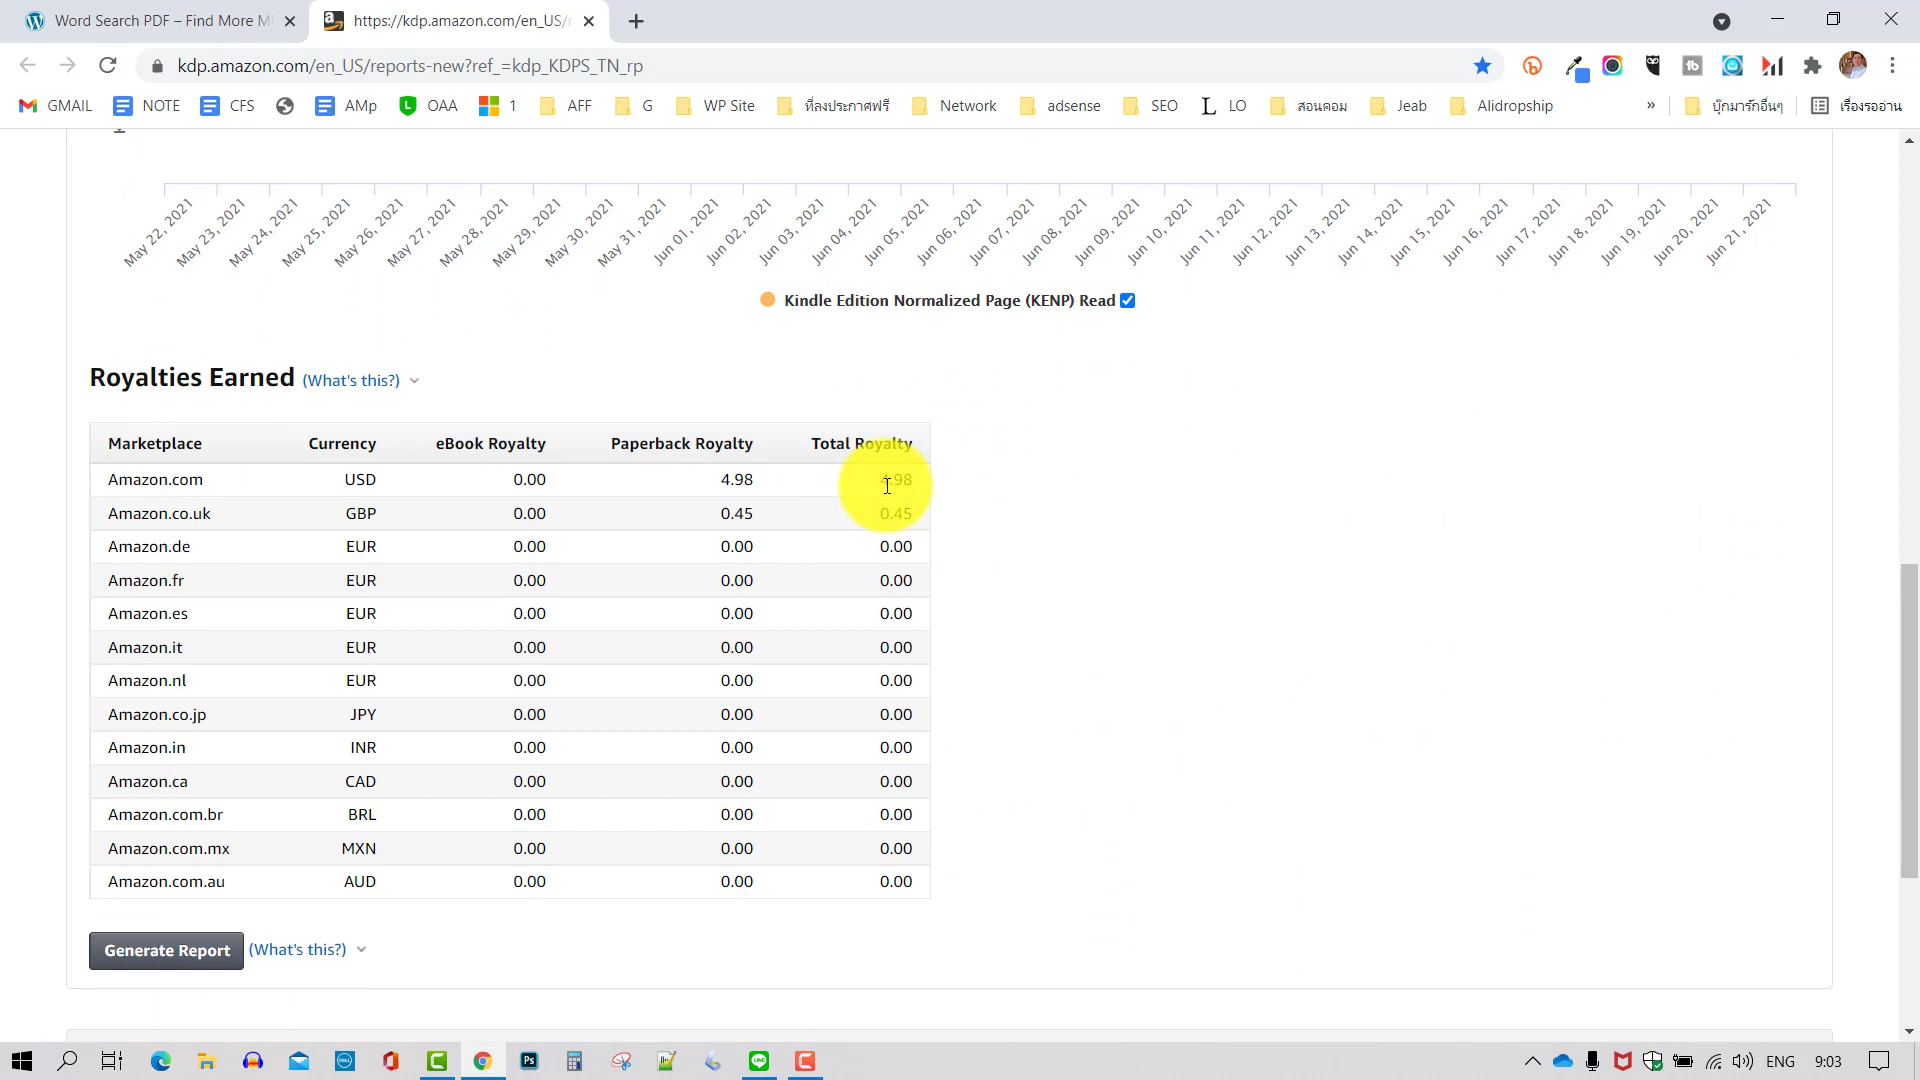 Word Search PDF – Find More M
https://kdp.amazon.com/en_US/r
kdp.amazon.com/en_US/reports-new?ref_=kdp_KDPS_TN_rp
GMAIL NOTE CFS AMp OAA 1 AFF G WP Site ที่ลงประกาศฟรี Network adsense SEO LO สอนคอม Jeab Alidropship » บุ๊กมาร์กอื่นๆ เรื่องรออ่าน
May 22, 2021 May 23, 2021 May 24, 2021 May 25, 2021 May 26, 2021 May 27, 2021 May 28, 2021 May 29, 2021 May 30, 2021 May 31, 2021 Jun 01, 2021 Jun 02, 2021 Jun 03, 2021 Jun 04, 2021 Jun 05, 2021 Jun 06, 2021 Jun 07, 2021 Jun 08, 2021 Jun 09, 2021 Jun 10, 2021 Jun 11, 2021 Jun 12, 2021 Jun 13, 2021 Jun 14, 2021 Jun 15, 2021 Jun 16, 2021 Jun 17, 2021 Jun 18, 2021 Jun 19, 2021 Jun 20, 2021 Jun 21, 2021
Kindle Edition Normalized Page (KENP) Read
Royalties Earned (What's this?)
Marketplace Currency eBook Royalty Paperback Royalty Total Royalty
Amazon.com USD 0.00 4.98 4.98
Amazon.co.uk GBP 0.00 0.45 0.45
Amazon.de EUR 0.00 0.00 0.00
Amazon.fr EUR 0.00 0.00 0.00
Amazon.es EUR 0.00 0.00 0.00
Amazon.it EUR 0.00 0.00 0.00
Amazon.nl EUR 0.00 0.00 0.00
Amazon.co.jp JPY 0.00 0.00 0.00
Amazon.in INR 0.00 0.00 0.00
Amazon.ca CAD 0.00 0.00 0.00
Amazon.com.br BRL 0.00 0.00 0.00
Amazon.com.mx MXN 0.00 0.00 0.00
Amazon.com.au AUD 0.00 0.00 0.00
Generate Report (What's this?)
ENG 9:03